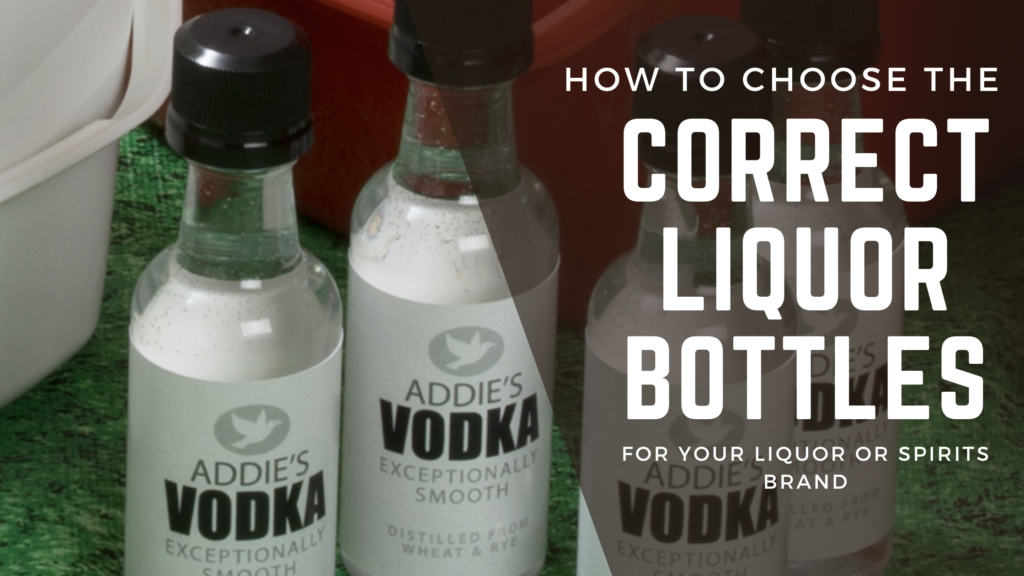 HOW TO CHOOSE THE
CORRECT
LIQUOR
BOTTLES
FOR YOUR LIQUOR OR SPIRITS
BRAND
ADDIE'S
VODKA
EXCEPTIONALLY
SMOOTH
ADDIE'S
VODKA
EXCEPTIONALLY
SMOOTH
DISTILLED FROM
WHEAT & RYE
ADDIE'S
VODKA
EXCEPTIONALLY
SMOOTH